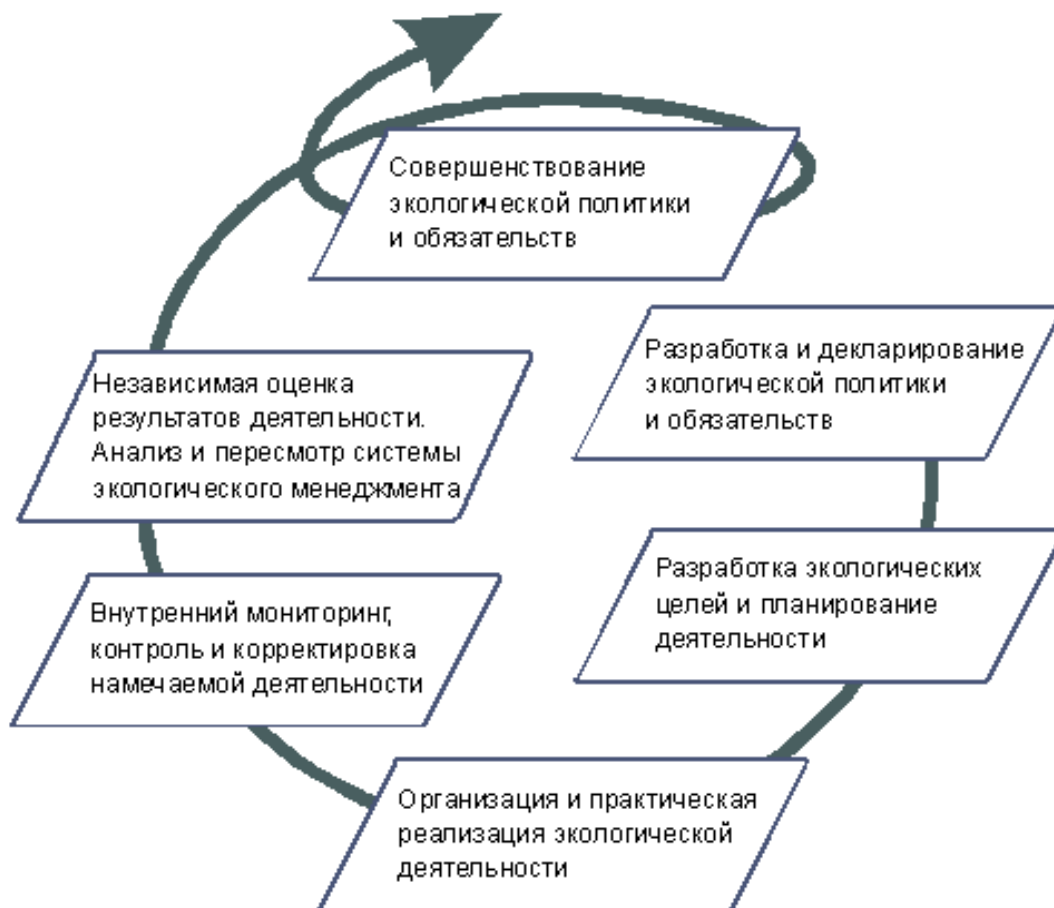 Совершенствование
экологической политики
и обязательств
Разработка и декларирование
экологической политики
и обязательств
Независимая оценка
результатов деятельности.
Анализ и пересмотр системы
экологического менеджмента
Разработка экологических
целей и планирование
деятельности
Внутренний мониторинг,
контроль и корректировка
намечаемой деятельности
Организация и практическая
реализация экологической
деятельности